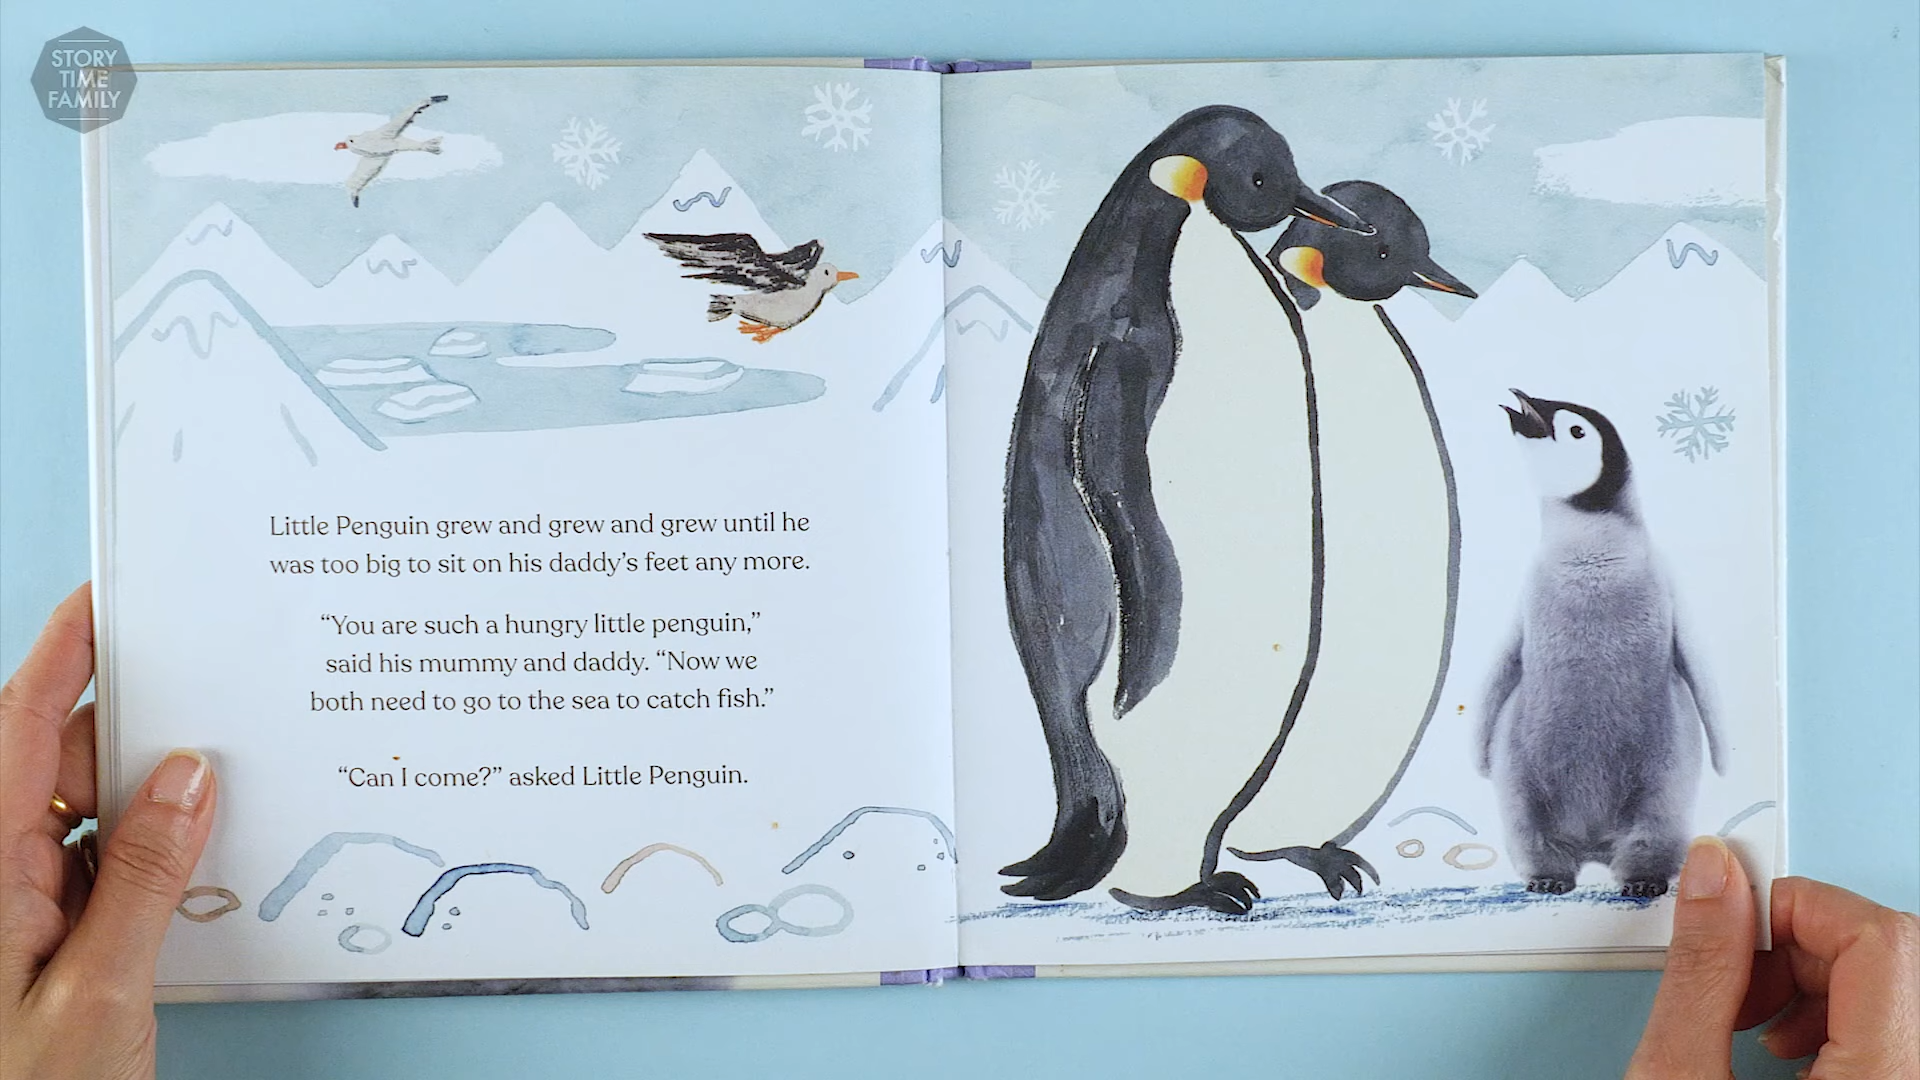 STORY
TIME
FAMILY
Little Penguin grew and grew and grew until he
was too big to sit on his daddy’s feet any more.
“You are such a hungry little penguin,”
said his mummy and daddy. “Now we
both need to go to the sea to catch fish.”
“Can I come?” asked Little Penguin.